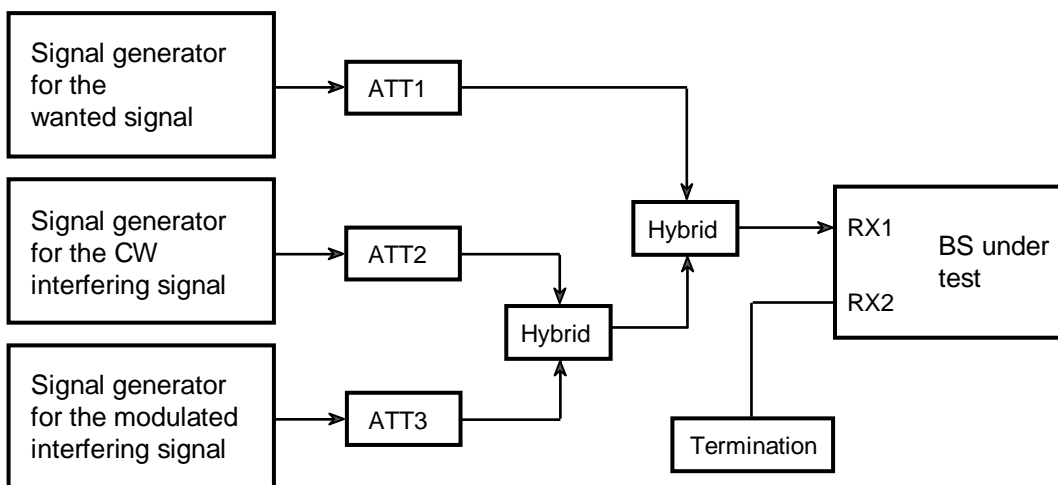 Signal generator
for the
wanted signal
ATT1
Signal generator
for the CW
interfering signal
ATT2
Signal generator
for the modulated
interfering signal
ATT3
Hybrid
Hybrid
RX1
RX2
BS under
test
Termination